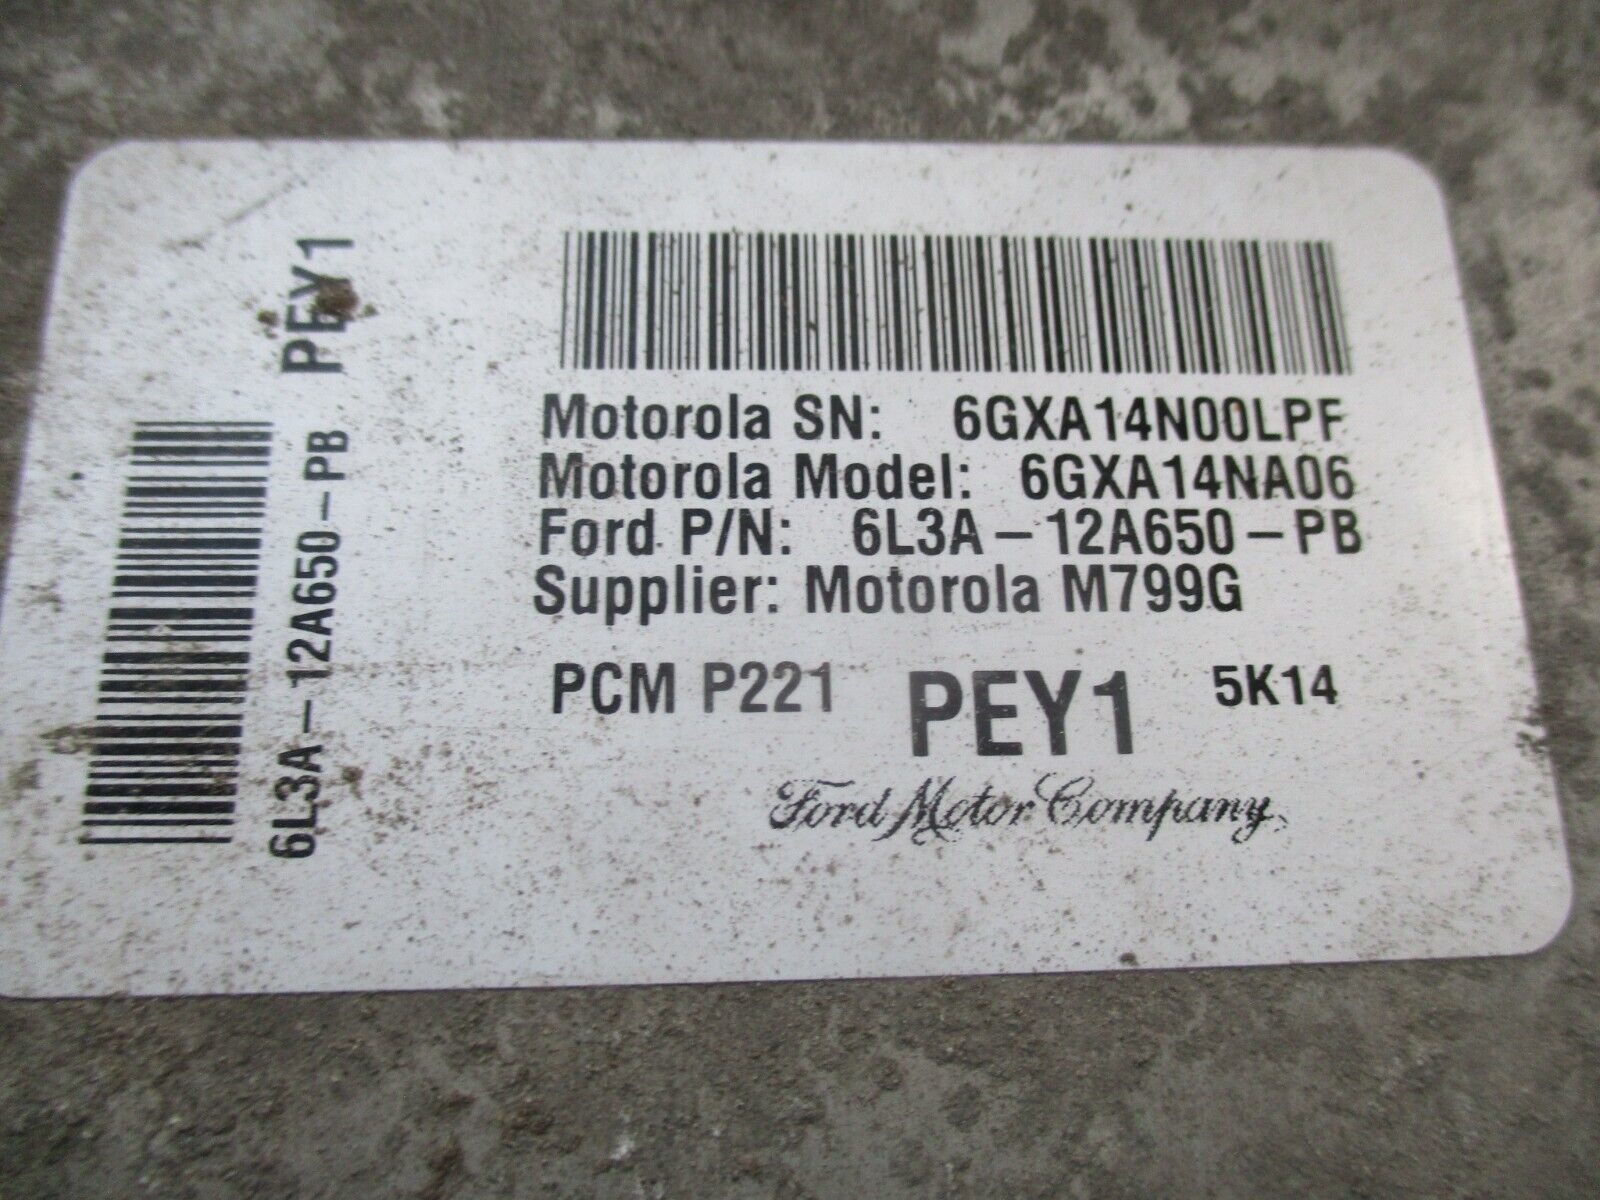 6L3A-12A650-PB PEY1
Motorola SN: 6GXA14N00LPF
Motorola Model: 6GXA14NA06
Ford P/N: 6L3A-12A650-PB
Supplier: Motorola M799G
PCM P221 PEY1 5K14
Ford Motor Company